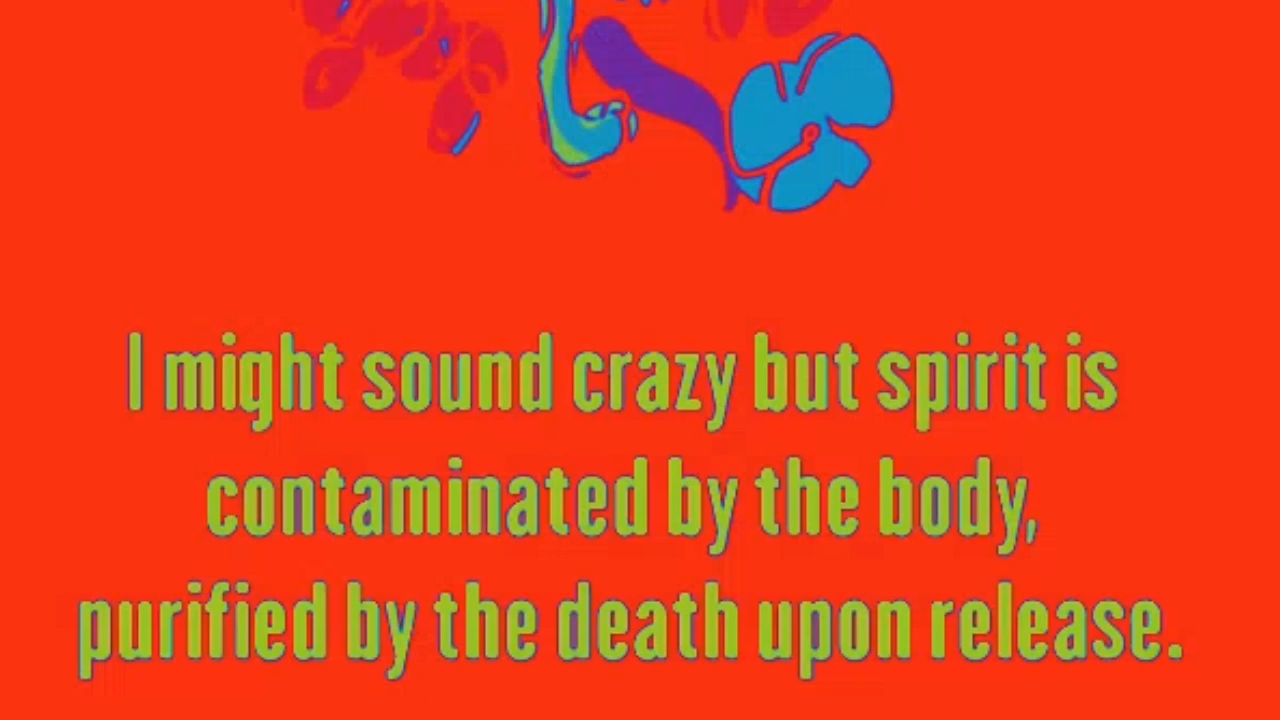 I might sound crazy but spirit is
contaminated by the body,
purified by the death upon release.